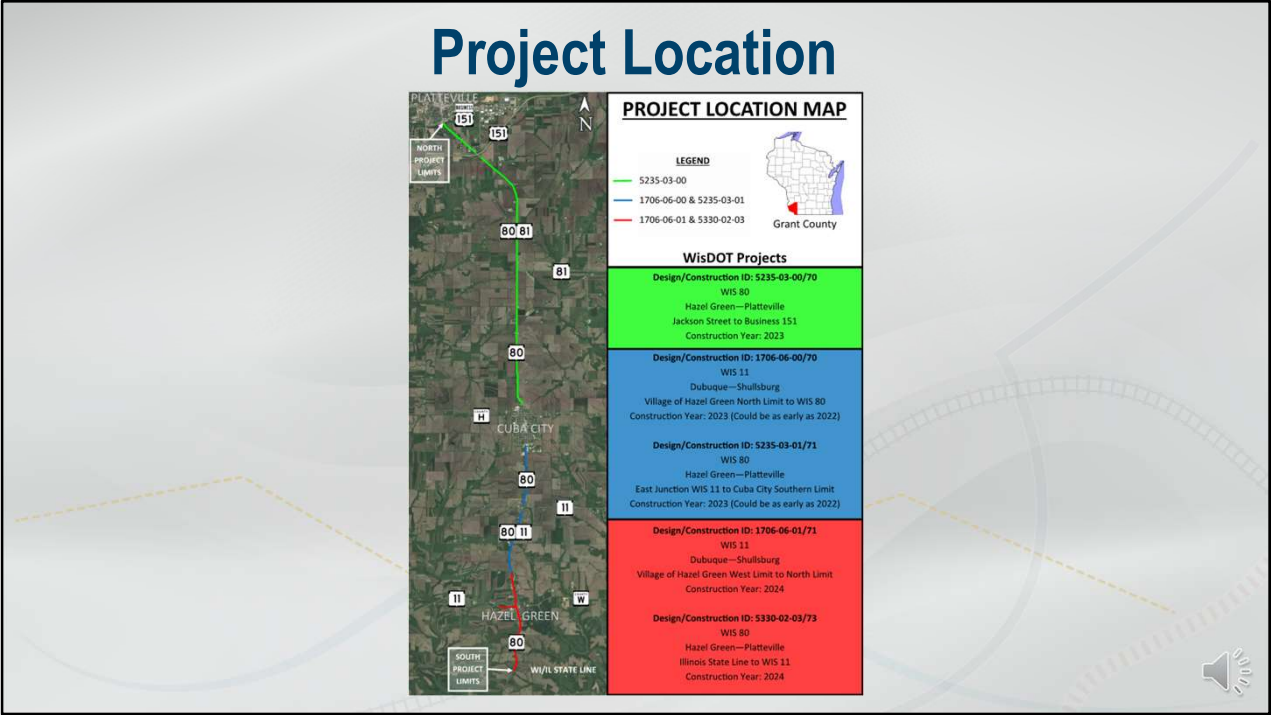 Project Location
PLATTEVILLE
151
151
N
NORTH
PROJECT
LIMITS
80 81
81
80
H
CUBA CITY
80
11
80 11
11
W
HAZEL GREEN
80
SOUTH
PROJECT
LIMITS
WI/IL STATE LINE
PROJECT LOCATION MAP
LEGEND
5235-03-00
1706-06-00 & 5235-03-01
1706-06-01 & 5330-02-03
Grant County
WisDOT Projects
Design/Construction ID: 5235-03-00/70
WIS 80
Hazel Green—Platteville
Jackson Street to Business 151
Construction Year: 2023
Design/Construction ID: 1706-06-00/70
WIS 11
Dubuque—Shullsburg
Village of Hazel Green North Limit to WIS 80
Construction Year: 2023 (Could be as early as 2022)
Design/Construction ID: 5235-03-01/71
WIS 80
Hazel Green—Platteville
East Junction WIS 11 to Cuba City Southern Limit
Construction Year: 2023 (Could be as early as 2022)
Design/Construction ID: 1706-06-01/71
WIS 11
Dubuque—Shullsburg
Village of Hazel Green West Limit to North Limit
Construction Year: 2024
Design/Construction ID: 5330-02-03/73
WIS 80
Hazel Green—Platteville
Illinois State Line to WIS 11
Construction Year: 2024